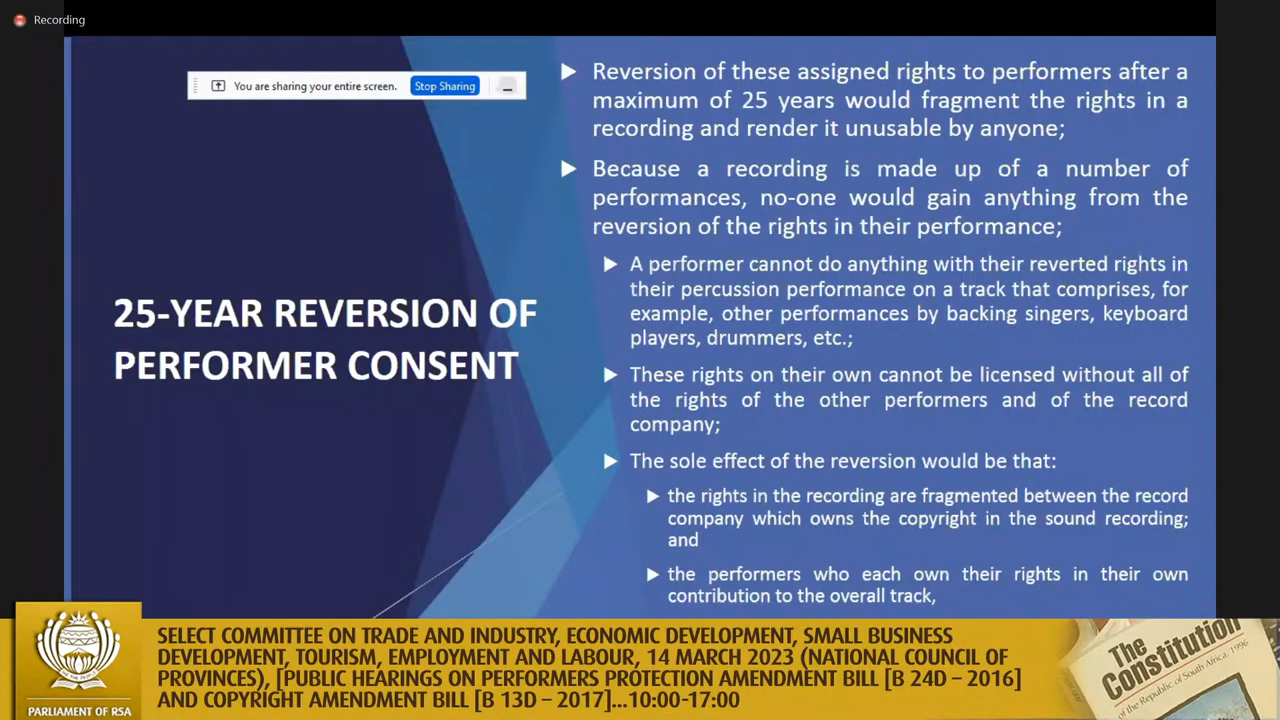 Recording
You are sharing your entire screen. Stop Sharing
25-YEAR REVERSION OF
PERFORMER CONSENT
Reversion of these assigned rights to performers after a
maximum of 25 years would fragment the rights in a
recording and render it unusable by anyone;
Because a recording is made up of a number of
performances, no-one would gain anything from the
reversion of the rights in their performance;
A performer cannot do anything with their reverted rights in
their percussion performance on a track that comprises, for
example, other performances by backing singers, keyboard
players, drummers, etc.;
These rights on their own cannot be licensed without all of
the rights of the other performers and of the record
company;
The sole effect of the reversion would be that:
the rights in the recording are fragmented between the record
company which owns the copyright in the sound recording;
and
the performers who each own their rights in their own
contribution to the overall track,
PARLIAMENT OF RSA
SELECT COMMITTEE ON TRADE AND INDUSTRY, ECONOMIC DEVELOPMENT, SMALL BUSINESS
DEVELOPMENT, TOURISM, EMPLOYMENT AND LABOUR, 14 MARCH 2023 (NATIONAL COUNCIL OF
PROVINCES), [PUBLIC HEARINGS ON PERFORMERS PROTECTION AMENDMENT BILL [B 24D – 2016]
AND COPYRIGHT AMENDMENT BILL [B 13D – 2017]...10:00-17:00
The
Constitution
of the Republic of South Africa, 1996